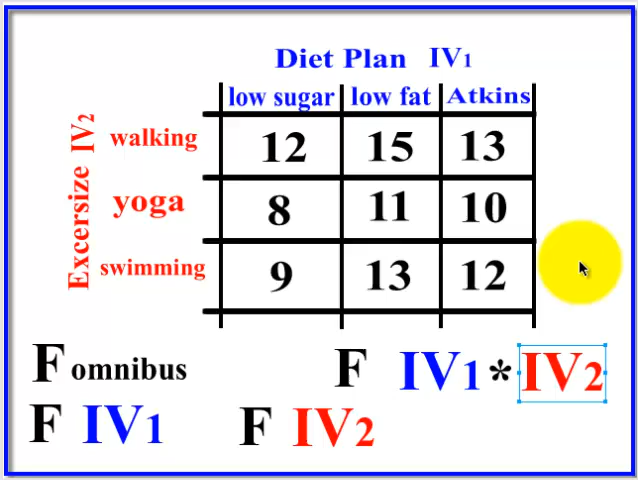 Diet Plan IV1
low sugar low fat Atkins
Excersize IV2
walking 12 15 13
yoga 8 11 10
swimming 9 13 12
F omnibus F IV1 * IV2
F IV1 F IV2